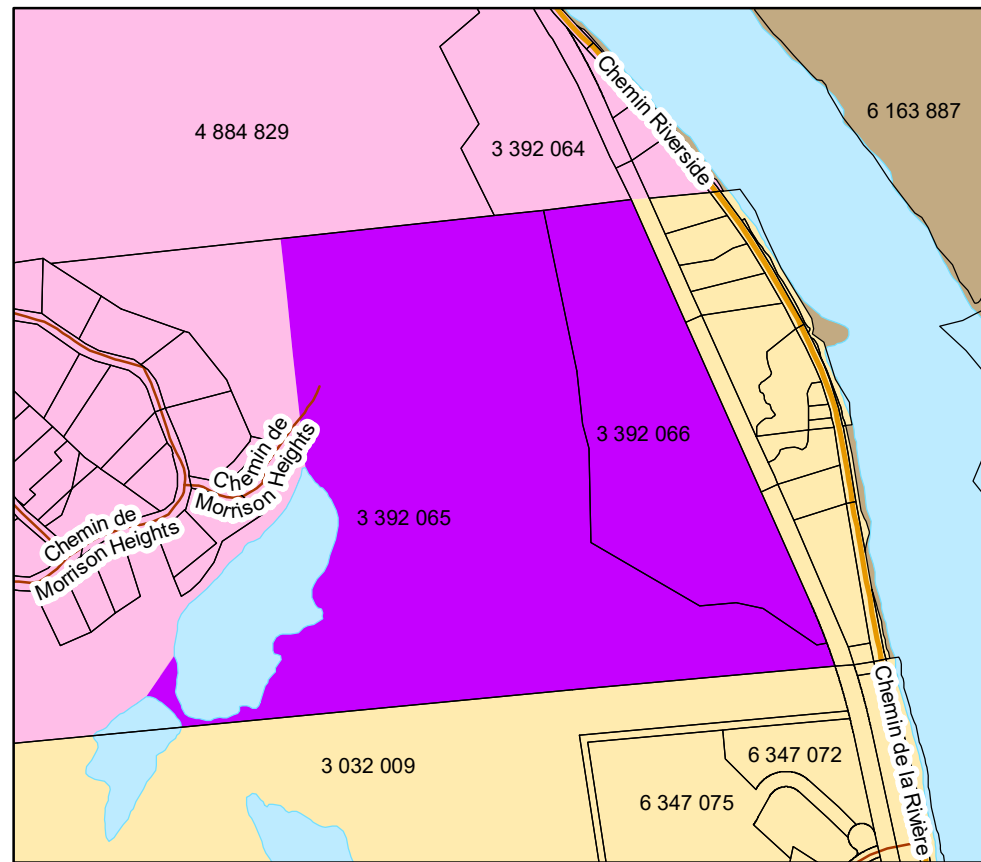 4 884 829
3 392 064
Chemin Riverside
6 163 887
3 392 066
Chemin de
Morrison Heights
3 392 065
Chemin de
Morrison Heights
3 032 009
6 347 072
6 347 075
Chemin de la Rivière